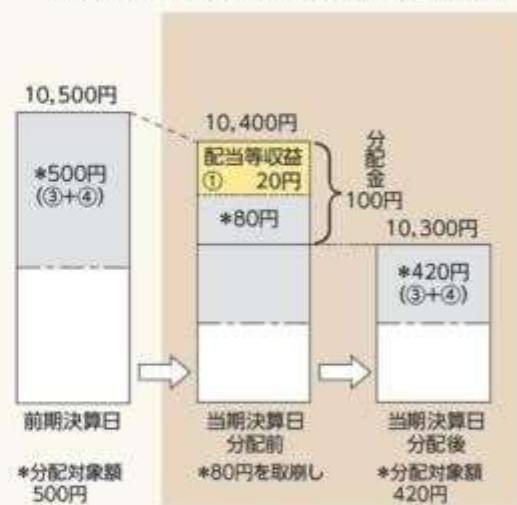 10,500円
*500円
(③+④)
前期決算日
*分配対象額
500円
10,400円
配当等収益
① 20円
*80円
分配金
100円
当期決算日
分配前
*80円を取崩し
10,300円
*420円
(③+④)
当期決算日
分配後
*分配対象額
420円